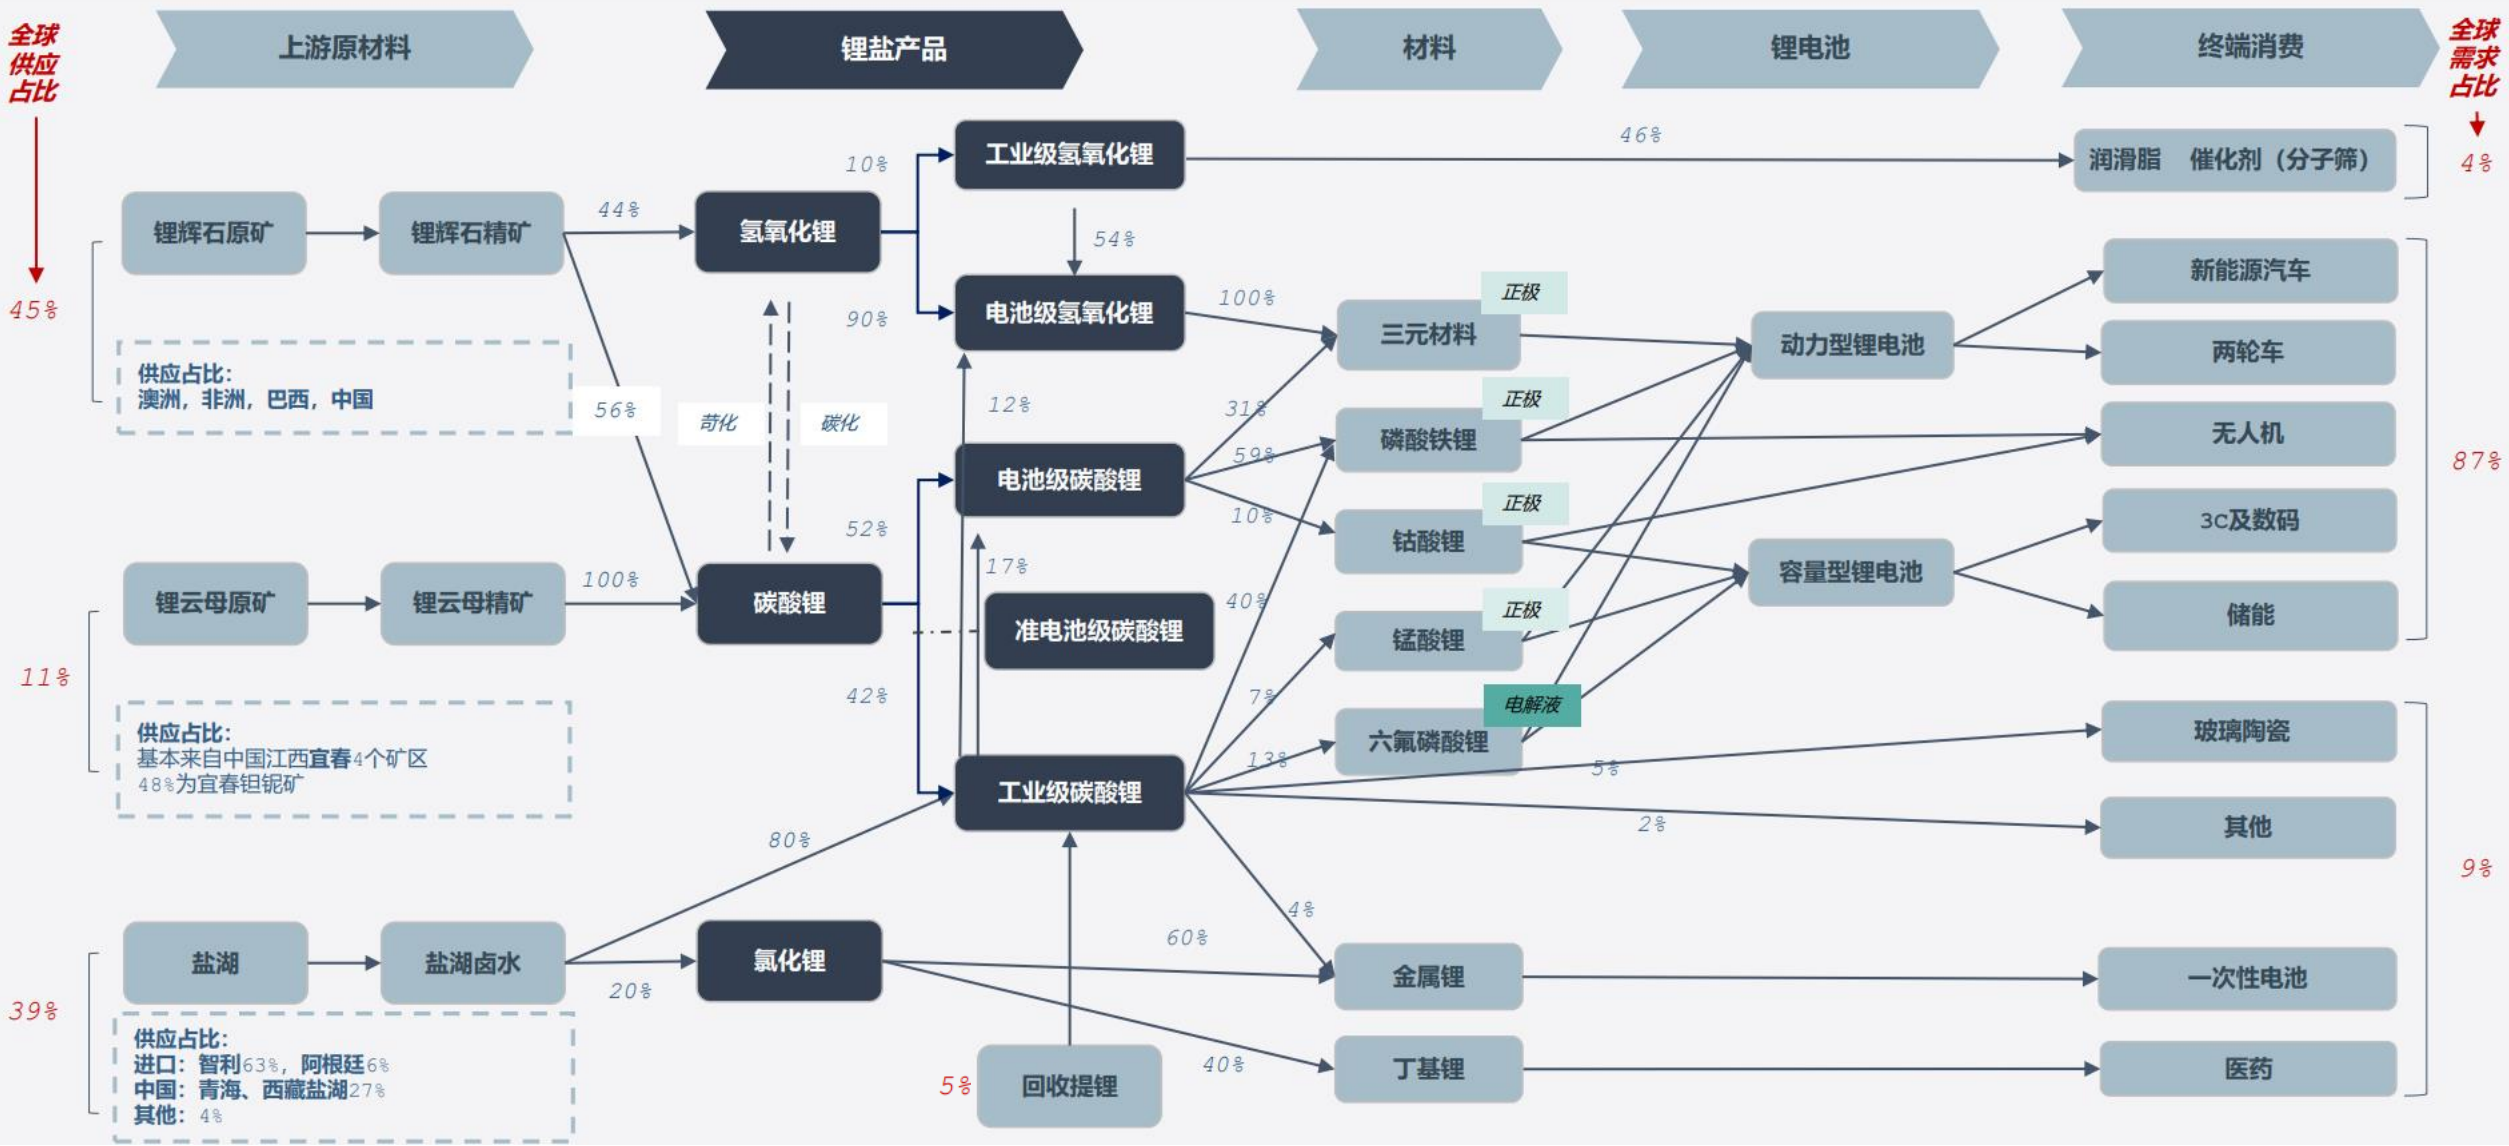 全球
供应
占比
上游原材料
锂盐产品
材料
锂电池
终端消费
全球
需求
占比
工业级氢氧化锂
46%
润滑脂 催化剂（分子筛）
4%
10%
锂辉石原矿
锂辉石精矿
44%
氢氧化锂
54%
新能源汽车
45%
90%
电池级氢氧化锂
100%
正极
三元材料
动力型锂电池
两轮车
供应占比：
澳洲，非洲，巴西，中国
56%
苛化
碳化
12%
31%
正极
磷酸铁锂
无人机
59%
87%
电池级碳酸锂
52%
10%
正极
钴酸锂
3C及数码
17%
锂云母原矿
锂云母精矿
100%
碳酸锂
容量型锂电池
储能
准电池级碳酸锂
40%
正极
锰酸锂
11%
42%
7%
电解液
六氟磷酸锂
玻璃陶瓷
供应占比：
基本来自中国江西宜春4个矿区
48%为宜春钽铌矿
13%
5%
工业级碳酸锂
80%
2%
其他
9%
4%
盐湖
盐湖卤水
20%
氯化锂
60%
金属锂
一次性电池
39%
供应占比：
进口：智利63%，阿根廷6%
中国：青海、西藏盐湖27%
其他：4%
5%
回收提锂
40%
丁基锂
医药